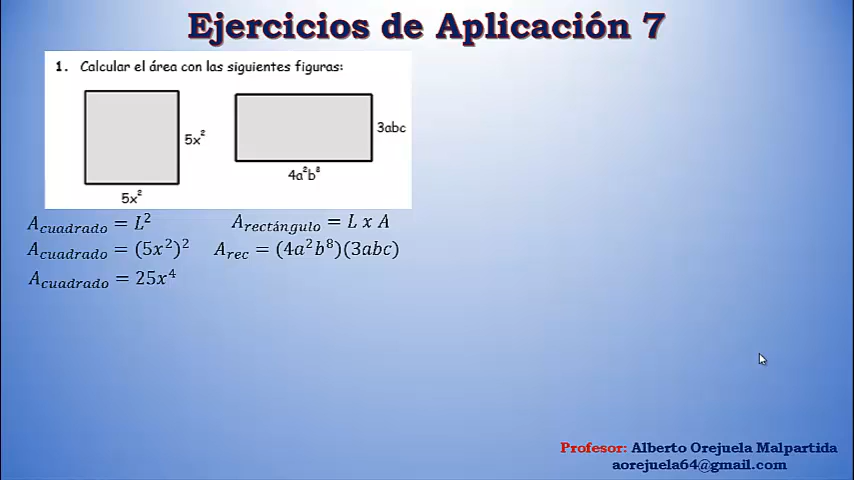 Ejercicios de Aplicación 7
1. Calcular el área con las siguientes figuras:
5x²
3abc
4a²b⁸
5x²
A_cuadrado = L²
A_rectángulo = L x A
A_cuadrado = (5x²)²
A_rec = (4a²b⁸)(3abc)
A_cuadrado = 25x⁴
Profesor: Alberto Orejuela Malpartida
aorejuela64@gmail.com